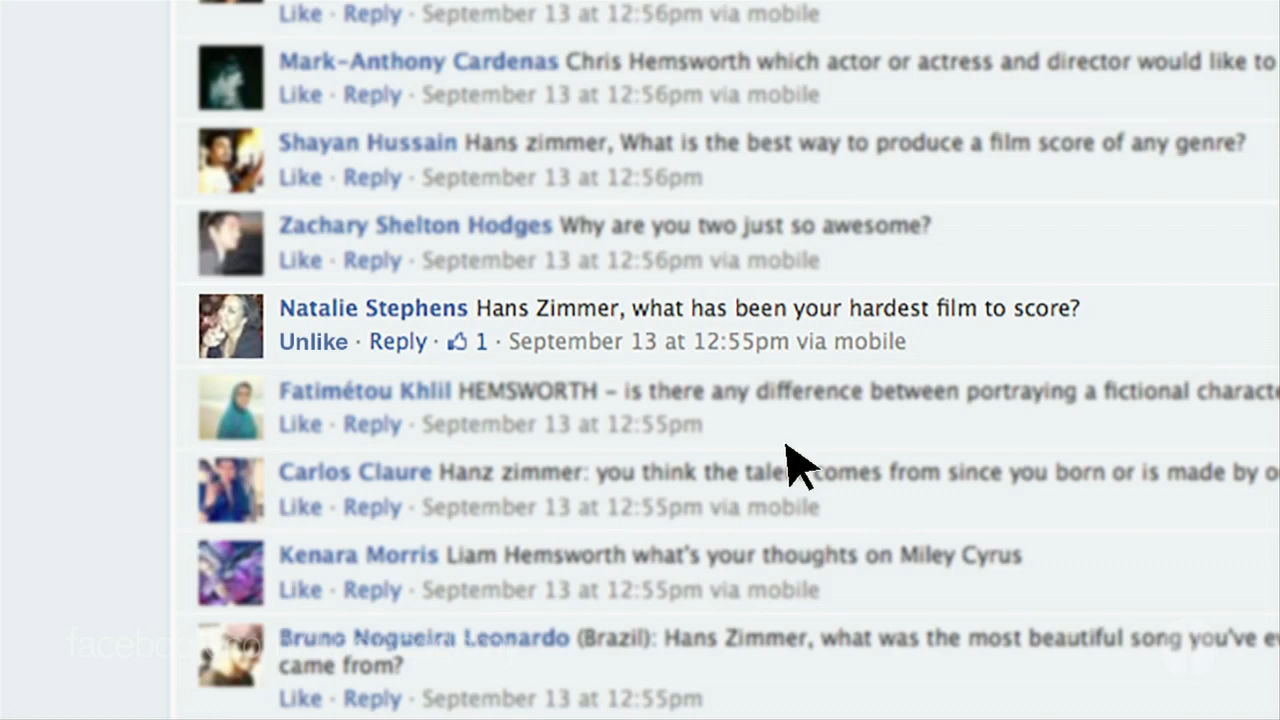 Like · Reply · September 13 at 12:56pm via mobile
Mark-Anthony Cardenas Chris Hemsworth which actor or actress and director would like to
Like · Reply · September 13 at 12:56pm via mobile
Shayan Hussain Hans zimmer, What is the best way to produce a film score of any genre?
Like · Reply · September 13 at 12:56pm
Zachary Shelton Hodges Why are you two just so awesome?
Like · Reply · September 13 at 12:56pm via mobile
Natalie Stephens Hans Zimmer, what has been your hardest film to score?
Unlike · Reply · 1 · September 13 at 12:55pm via mobile
Fatimétou Khlil HEMSWORTH – is there any difference between portraying a fictional
Like · Reply · September 13 at 12:55pm
Carlos Claure Hanz zimmer: you think the comes from since you born or is made by
Like · Reply · September 13 at 12:55pm via mobile
Kenara Morris Liam Hemsworth what's your thoughts on Miley Cyrus
Like · Reply · September 13 at 12:55pm via mobile
Bruno Nogueira Leonardo (Brazil): Hans Zimmer, what was the most beautiful song you've
came from?
Like · Reply · September 13 at 12:55pm